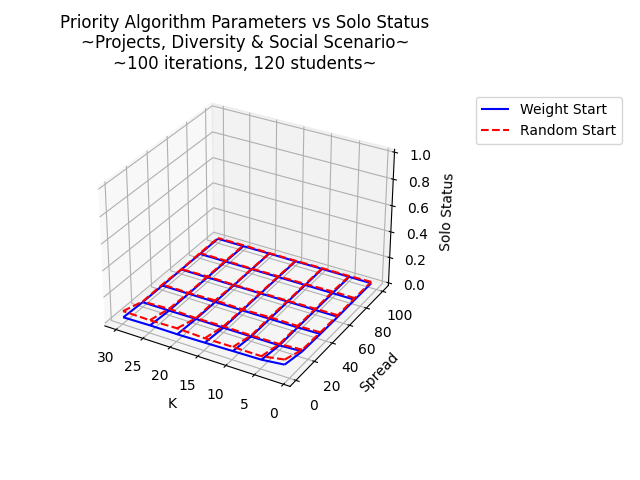 Priority Algorithm Parameters vs Solo Status
~Projects, Diversity & Social Scenario~
~100 iterations, 120 students~
Weight Start
Random Start
1.0
0.8
0.6
0.4
0.2
0.0
Solo Status
100
80
60
40
20
0
Spread
30
25
20
15
10
5
0
K